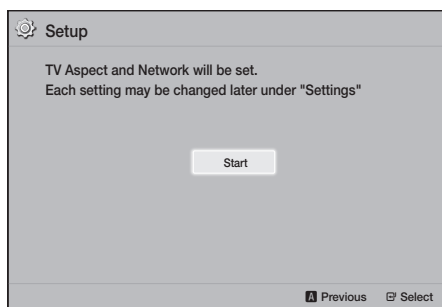 Setup
TV Aspect and Network will be set.
Each setting may be changed later under "Settings"
Start
A Previous Select